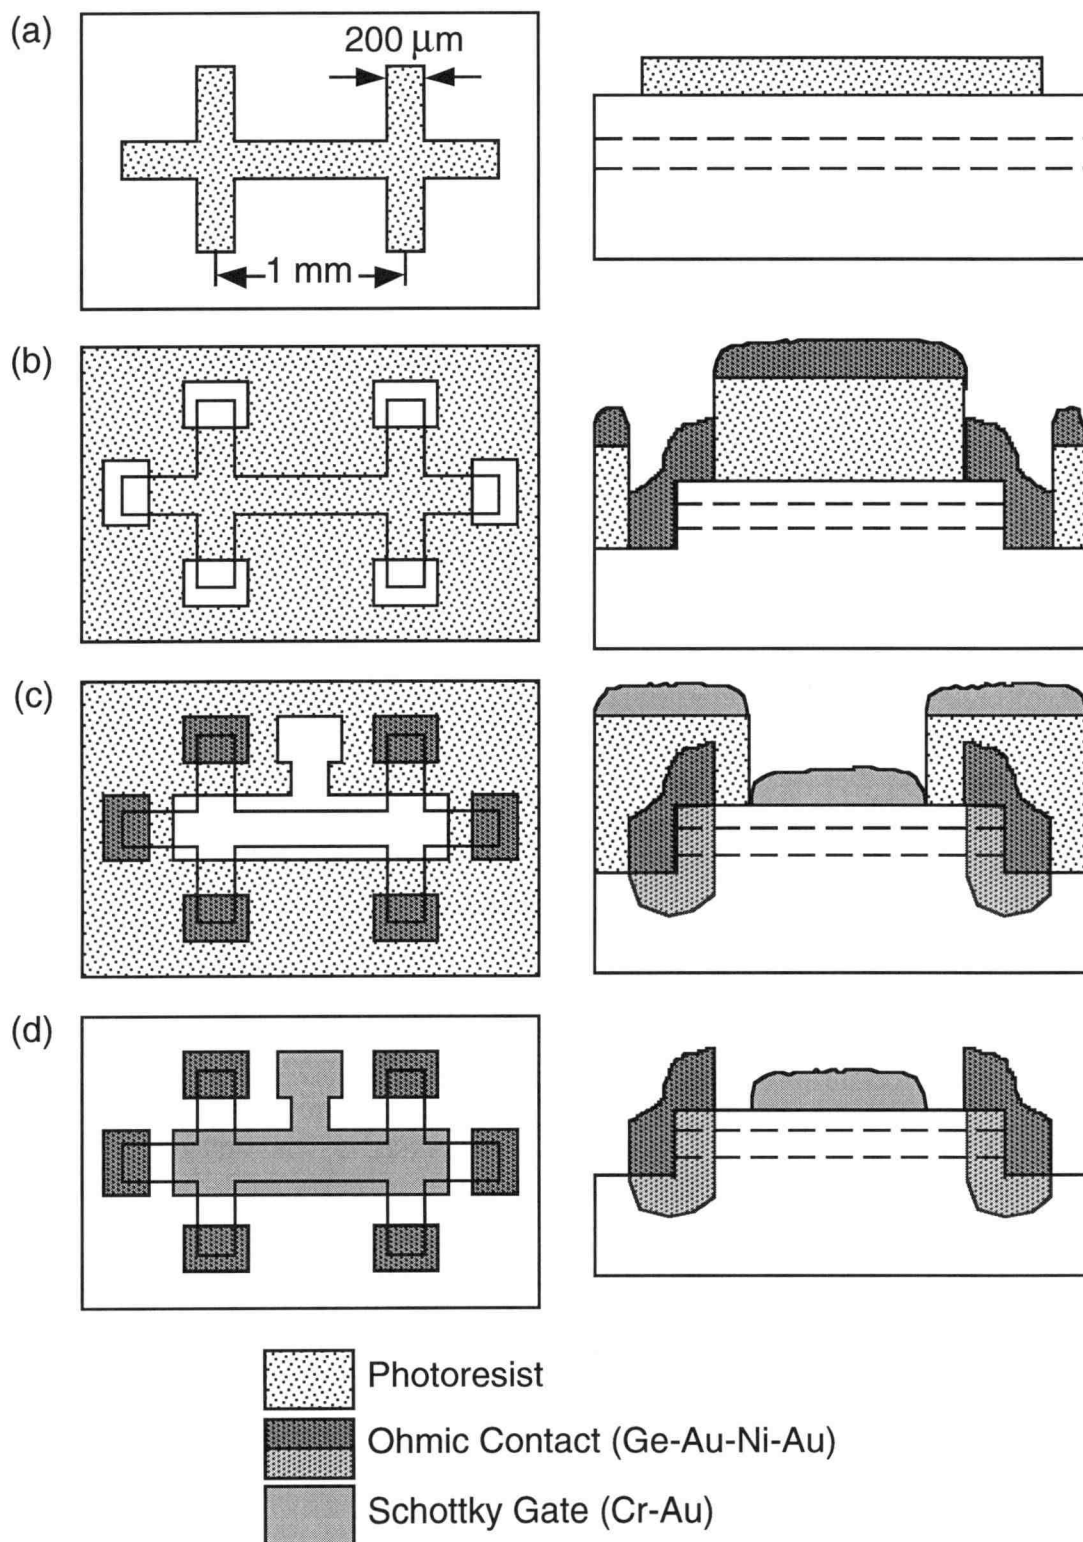 (a)
200 µm
1 mm
(b)
(c)
(d)
Photoresist
Ohmic Contact (Ge-Au-Ni-Au)
Schottky Gate (Cr-Au)